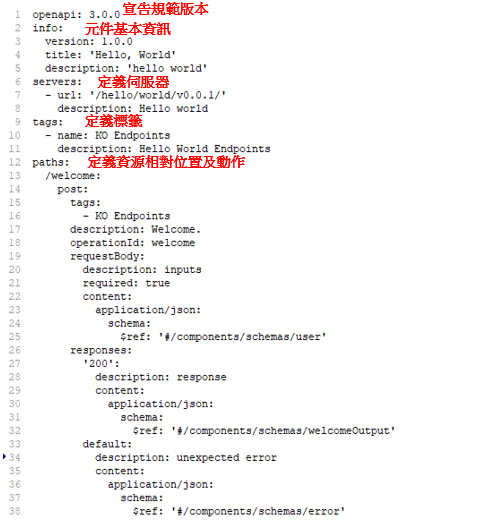 1 openapi: 3.0.0 宣告規範版本
2 info: 元件基本資訊
3 version: 1.0.0
4 title: 'Hello, World'
5 description: 'hello world'
6 servers: 定義伺服器
7 - url: '/hello/world/v0.0.1/'
8 description: Hello world
9 tags: 定義標籤
10 - name: KO Endpoints
11 description: Hello World Endpoints
12 paths: 定義資源相對位置及動作
13 /welcome:
14 post:
15 tags:
16 - KO Endpoints
17 description: Welcome.
18 operationId: welcome
19 requestBody:
20 description: inputs
21 required: true
22 content:
23 application/json:
24 schema:
25 $ref: '#/components/schemas/user'
26 responses:
27 '200':
28 description: response
29 content:
30 application/json:
31 schema:
32 $ref: '#/components/schemas/welcomeOutput'
33 default:
34 description: unexpected error
35 content:
36 application/json:
37 schema:
38 $ref: '#/components/schemas/error'